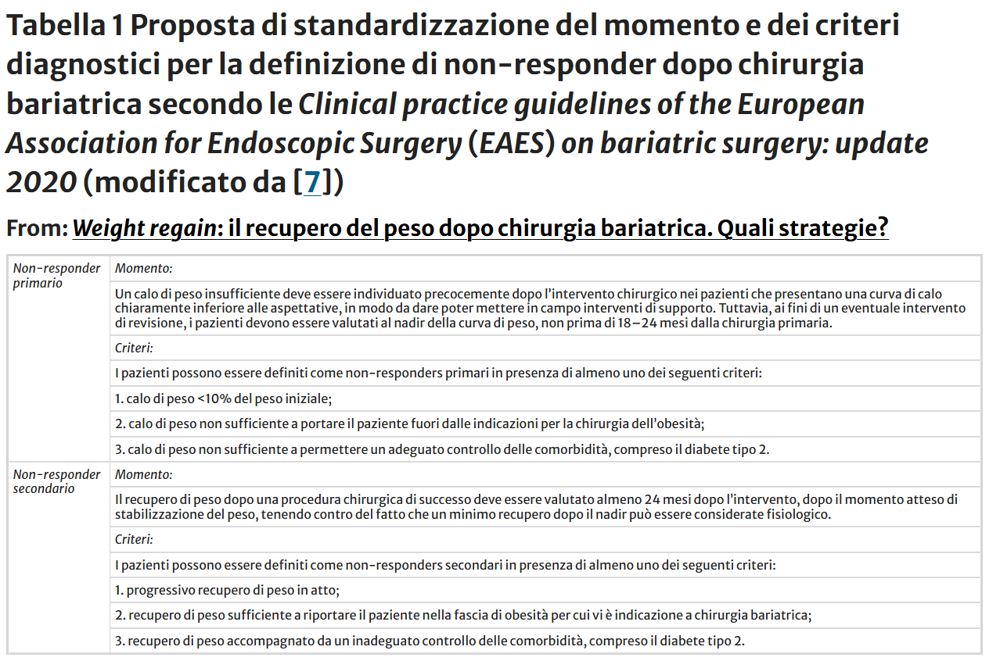 Tabella 1 Proposta di standardizzazione del momento e dei criteri
diagnostici per la definizione di non-responder dopo chirurgia
bariatrica secondo le Clinical practice guidelines of the European
Association for Endoscopic Surgery (EAES) on bariatric surgery: update
2020 (modificato da [7])
From: Weight regain: il recupero del peso dopo chirurgia bariatrica. Quali strategie?
Non-responder
primario
Momento:
Un calo di peso insufficiente deve essere individuato precocemente dopo l'intervento chirurgico nei pazienti che presentano una curva di calo
chiaramente inferiore alle aspettative, in modo da dare poter mettere in campo interventi di supporto. Tuttavia, ai fini di un eventuale intervento
di revisione, i pazienti devono essere valutati al nadir della curva di peso, non prima di 18–24 mesi dalla chirurgia primaria.
Criteri:
I pazienti possono essere definiti come non-responders primari in presenza di almeno uno dei seguenti criteri:
1. calo di peso <10% del peso iniziale;
2. calo di peso non sufficiente a portare il paziente fuori dalle indicazioni per la chirurgia dell'obesità;
3. calo di peso non sufficiente a permettere un adeguato controllo delle comorbidità, compreso il diabete tipo 2.
Non-responder
secondario
Momento:
Il recupero di peso dopo una procedura chirurgica di successo deve essere valutato almeno 24 mesi dopo l'intervento, dopo il momento atteso di
stabilizzazione del peso, tenendo contro del fatto che un minimo recupero dopo il nadir può essere considerate fisiologico.
Criteri:
I pazienti possono essere definiti come non-responders secondari in presenza di almeno uno dei seguenti criteri:
1. progressivo recupero di peso in atto;
2. recupero di peso sufficiente a riportare il paziente nella fascia di obesità per cui vi è indicazione a chirurgia bariatrica;
3. recupero di peso accompagnato da un inadeguato controllo delle comorbidità, compreso il diabete tipo 2.